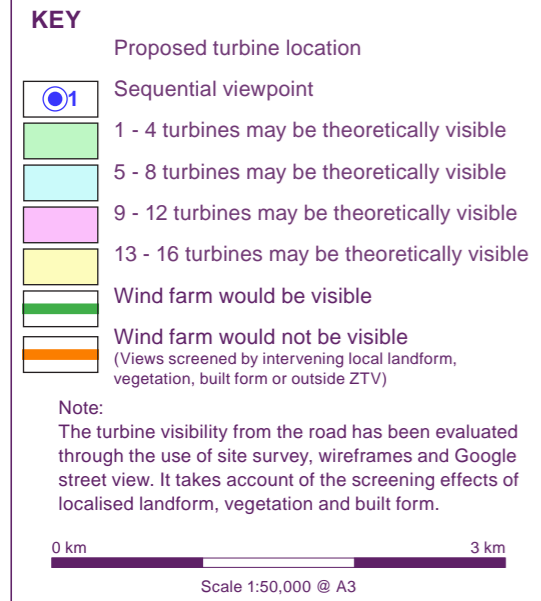 KEY
Proposed turbine location
1 Sequential viewpoint
1 - 4 turbines may be theoretically visible
5 - 8 turbines may be theoretically visible
9 - 12 turbines may be theoretically visible
13 - 16 turbines may be theoretically visible
Wind farm would be visible
Wind farm would not be visible
(Views screened by intervening local landform,
vegetation, built form or outside ZTV)
Note:
The turbine visibility from the road has been evaluated
through the use of site survey, wireframes and Google
street view. It takes account of the screening effects of
localised landform, vegetation and built form.
0 km 3 km
Scale 1:50,000 @ A3